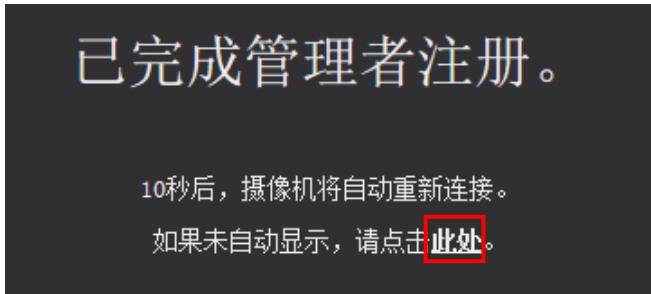 已完成管理者注册。
10秒后，摄像机将自动重新连接。
如果未自动显示，请点击此处。